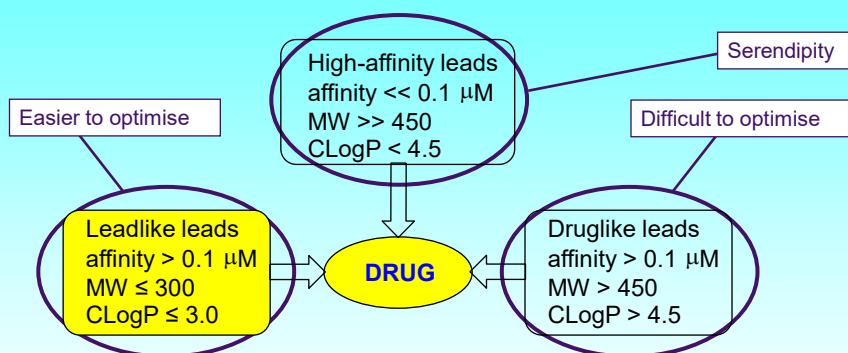 Serendipity
High-affinity leads
affinity << 0.1 μM
MW >> 450
CLogP < 4.5
Easier to optimise
Difficult to optimise
Leadlike leads
affinity > 0.1 μM
MW ≤ 300
CLogP ≤ 3.0
DRUG
Druglike leads
affinity > 0.1 μM
MW > 450
CLogP > 4.5